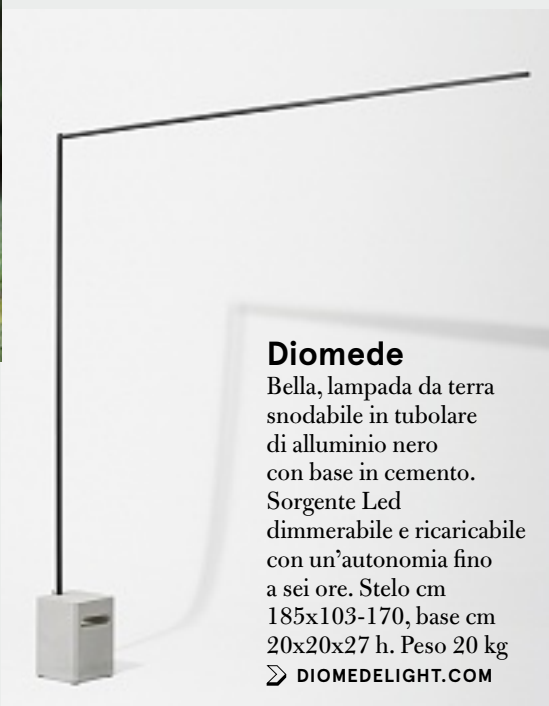 Diomede
Bella, lampada da terra
snodabile in tubolare
di alluminio nero
con base in cemento.
Sorgente Led
dimmerabile e ricaricabile
con un’autonomia fino
a sei ore. Stelo cm
185x103-170, base cm
20x20x27 h. Peso 20 kg
DIOMEDELIGHT.COM